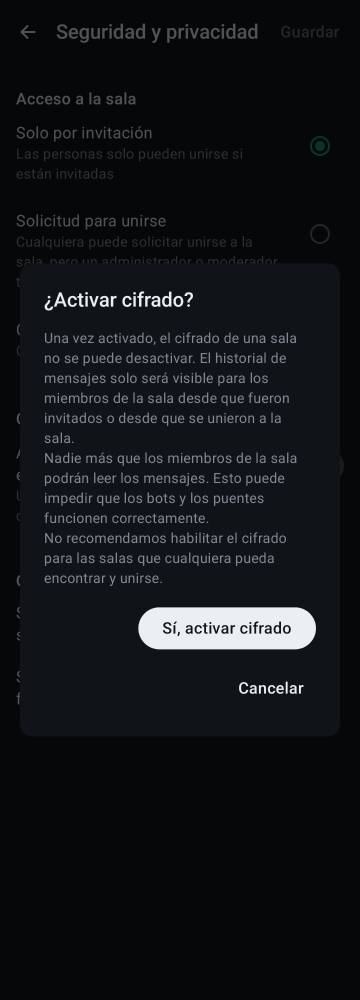 Seguridad y privacidad
Guardar
Acceso a la sala
Solo por invitación
Las personas solo pueden unirse si
están invitadas
Solicitud para unirse
Cualquiera puede solicitar unirse a la
sala, pero un administrador o moderador
¿Activar cifrado?
Una vez activado, el cifrado de una sala
no se puede desactivar. El historial de
mensajes solo será visible para los
miembros de la sala desde que fueron
invitados o desde que se unieron a la
sala.
Nadie más que los miembros de la sala
podrán leer los mensajes. Esto puede
impedir que los bots y los puentes
funcionen correctamente.
No recomendamos habilitar el cifrado
para las salas que cualquiera pueda
encontrar y unirse.
Sí, activar cifrado
Cancelar